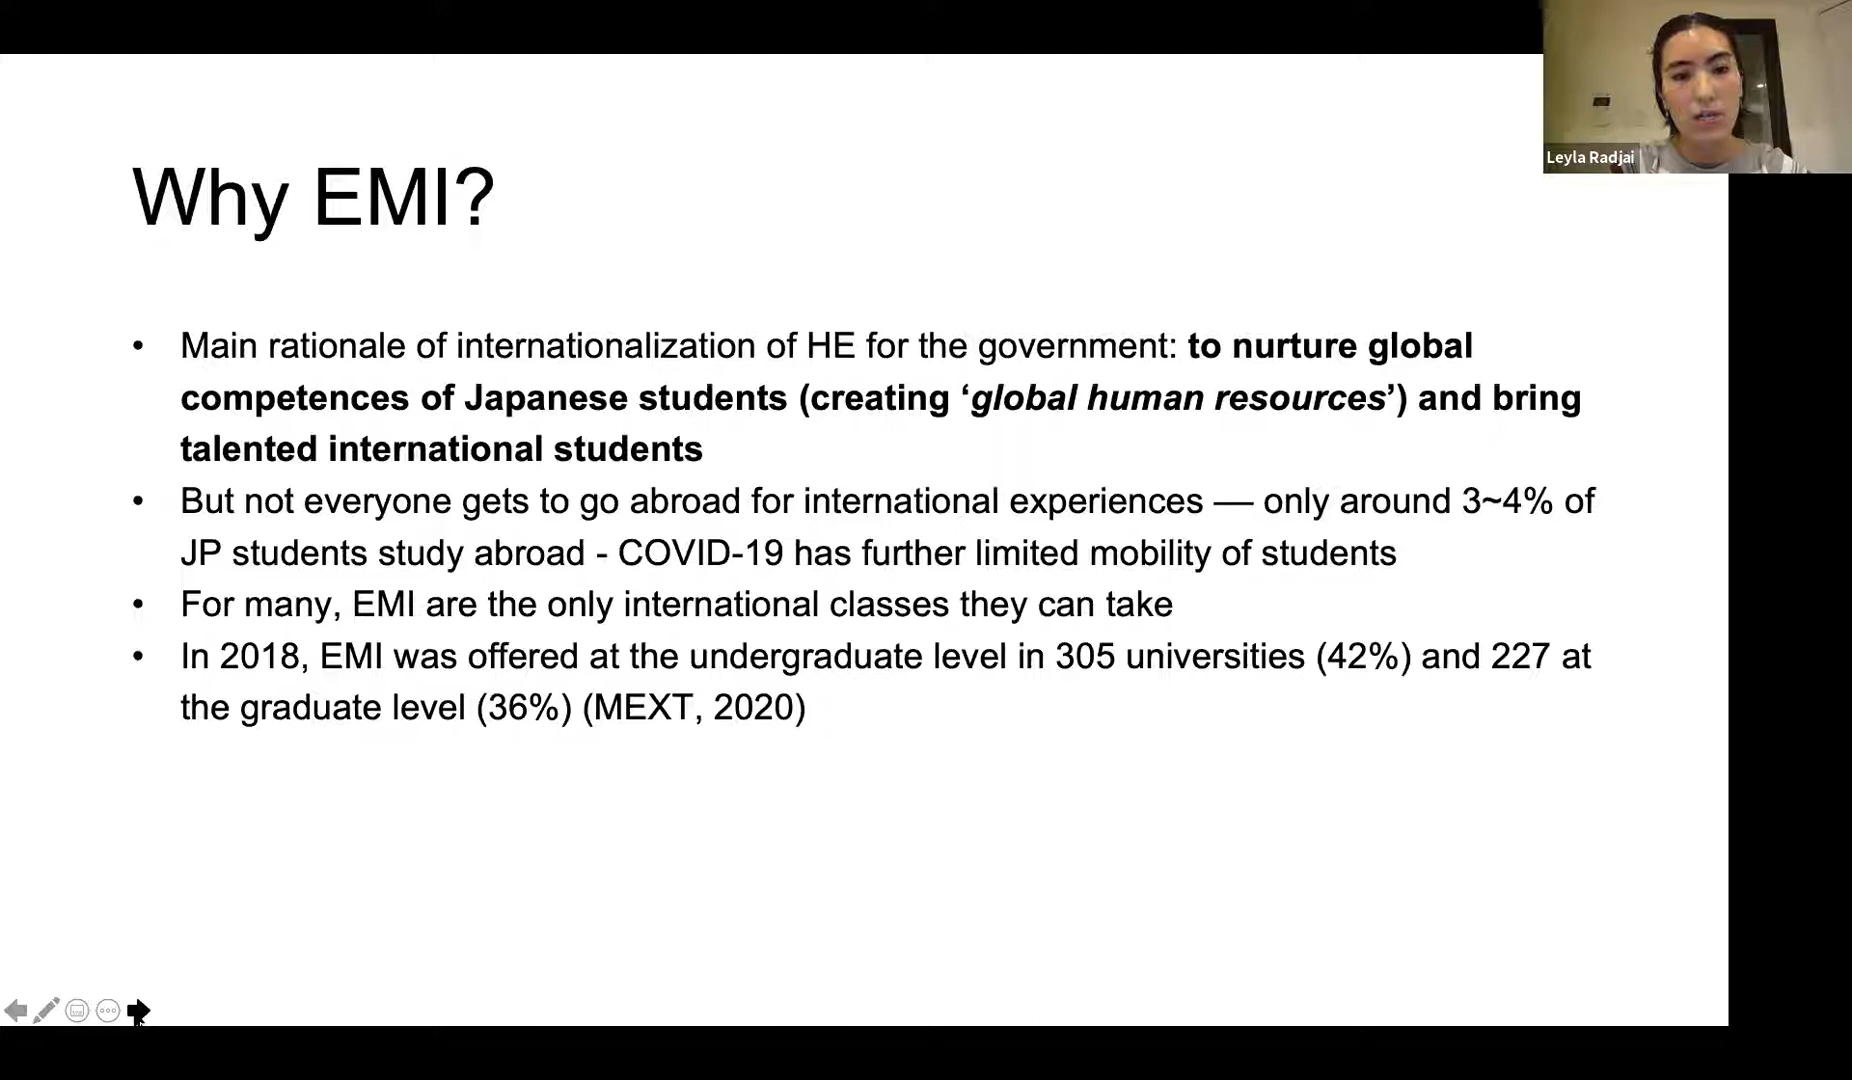 Leyla Radjai
Why EMI?
• Main rationale of internationalization of HE for the government: to nurture global
competences of Japanese students (creating ‘global human resources’) and bring
talented international students
• But not everyone gets to go abroad for international experiences — only around 3~4% of
JP students study abroad - COVID-19 has further limited mobility of students
• For many, EMI are the only international classes they can take
• In 2018, EMI was offered at the undergraduate level in 305 universities (42%) and 227 at
the graduate level (36%) (MEXT, 2020)